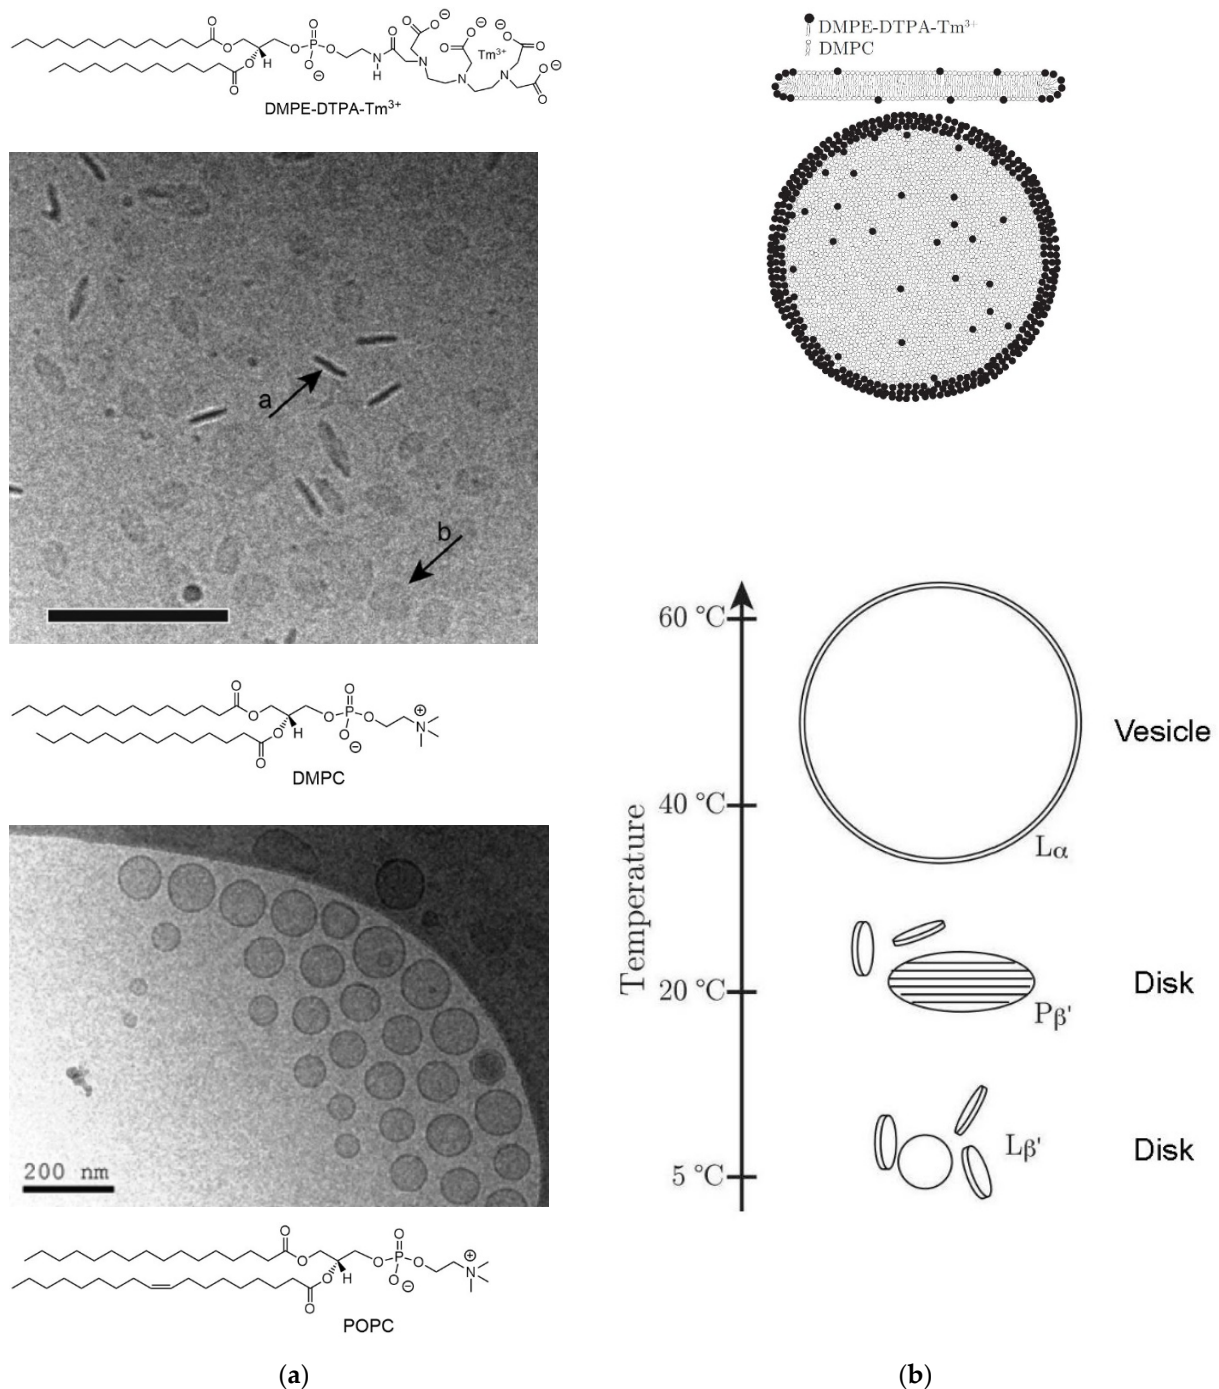 O
O
O
O
P
O
O
⊖
O
O
H
N
H
O
N
N
N
O
O
⊖
O
O
⊖
O
O
⊖
O
O
⊖
Tm³⁺
DMPE-DTPA-Tm³⁺
a
b
O
O
O
O
H
O
O
P
O
⊖
O
N
⊕
DMPC
200 nm
O
O
O
O
H
O
O
P
O
⊖
O
N
⊕
POPC
(a)
DMPE-DTPA-Tm³⁺
DMPC
Temperature
60 °C
40 °C
20 °C
5 °C
Vesicle
Lα
Disk
Pβ'
Disk
Lβ'
(b)